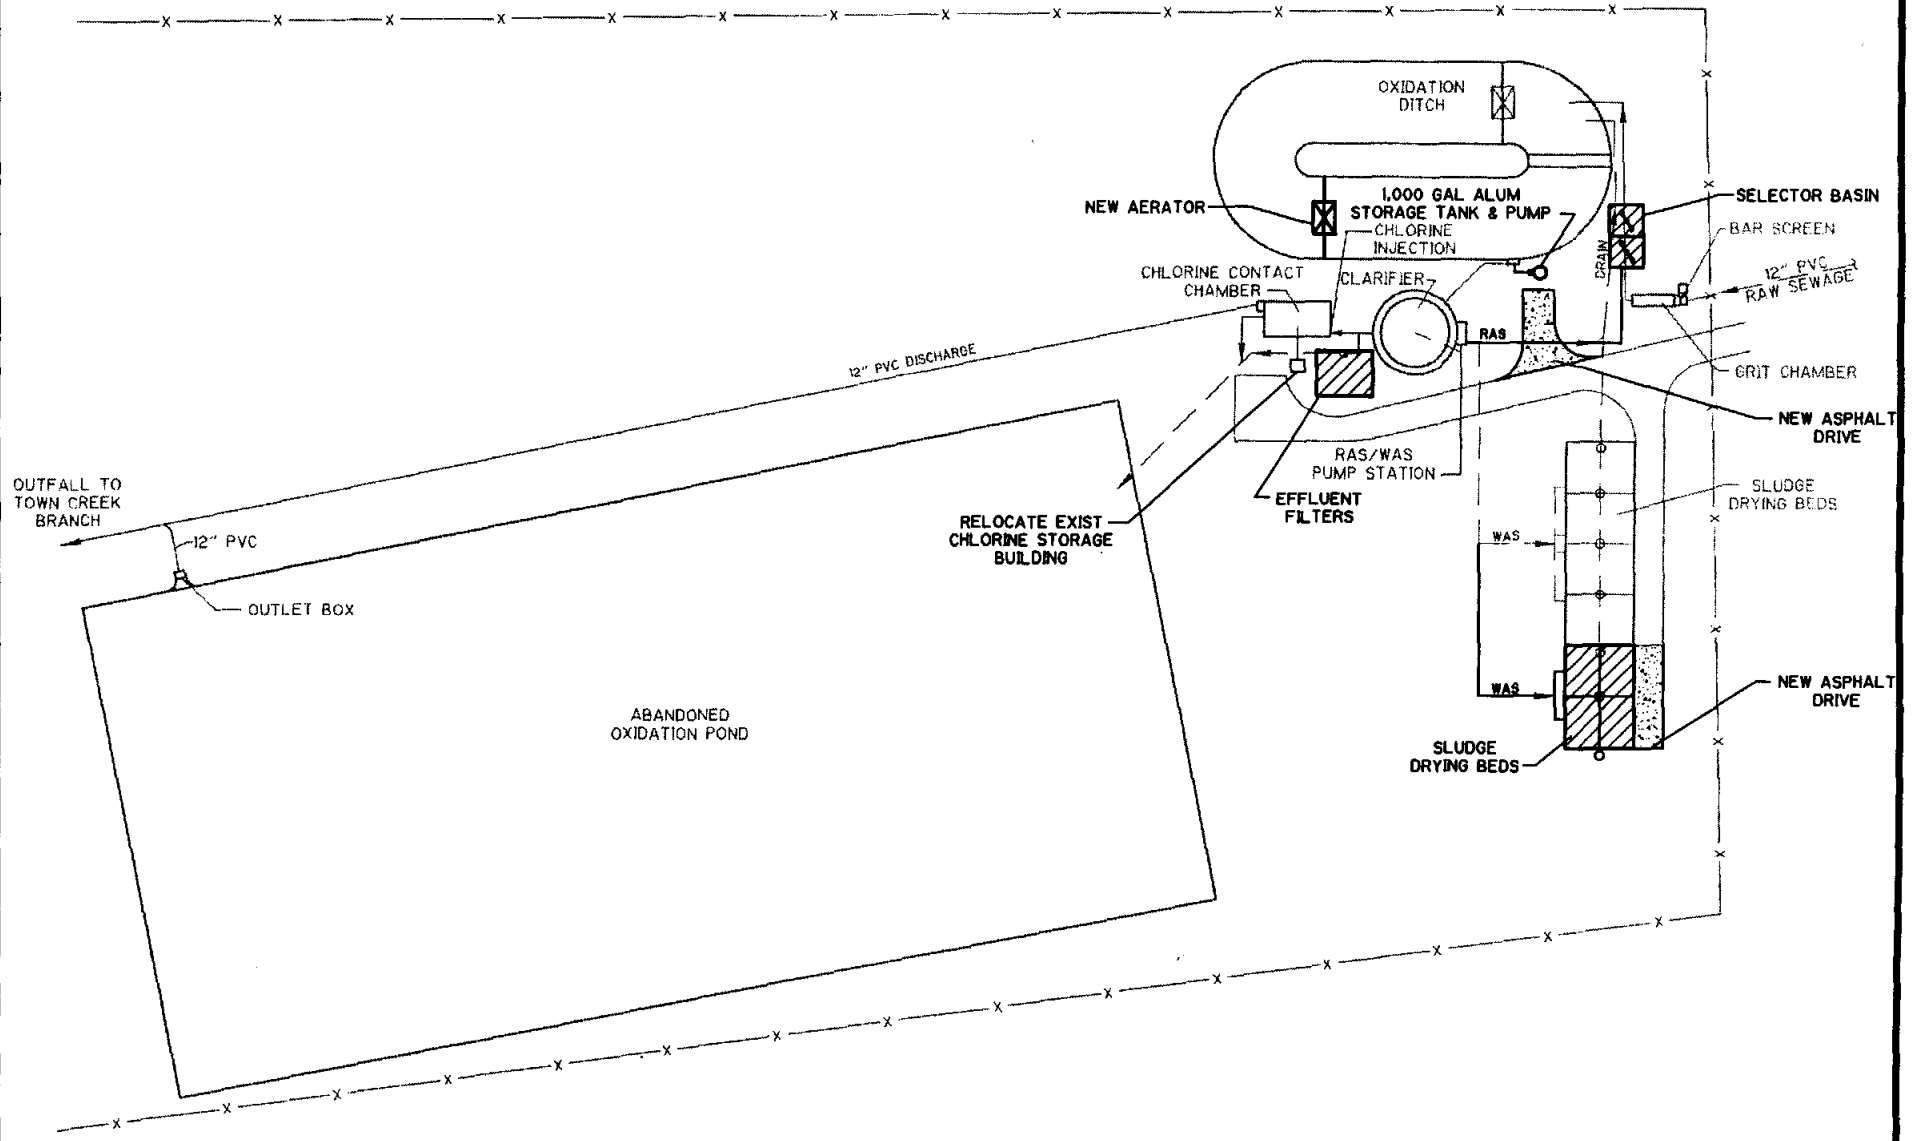 OXIDATION
DITCH
1,000 GAL ALUM
STORAGE TANK & PUMP
NEW AERATOR
SELECTOR BASIN
BAR SCREEN
CHLORINE
INJECTION
CHLORINE CONTACT
CHAMBER
CLARIFIER
DRAIN
12" PVC
RAW SEWAGE
RAS
12" PVC DISCHARGE
GRIT CHAMBER
NEW ASPHALT
DRIVE
RAS/WAS
PUMP STATION
EFFLUENT
FILTERS
SLUDGE
DRYING BEDS
OUTFALL TO
TOWN CREEK
BRANCH
12" PVC
RELOCATE EXIST
CHLORINE STORAGE
BUILDING
WAS
OUTLET BOX
WAS
NEW ASPHALT
DRIVE
ABANDONED
OXIDATION POND
SLUDGE
DRYING BEDS